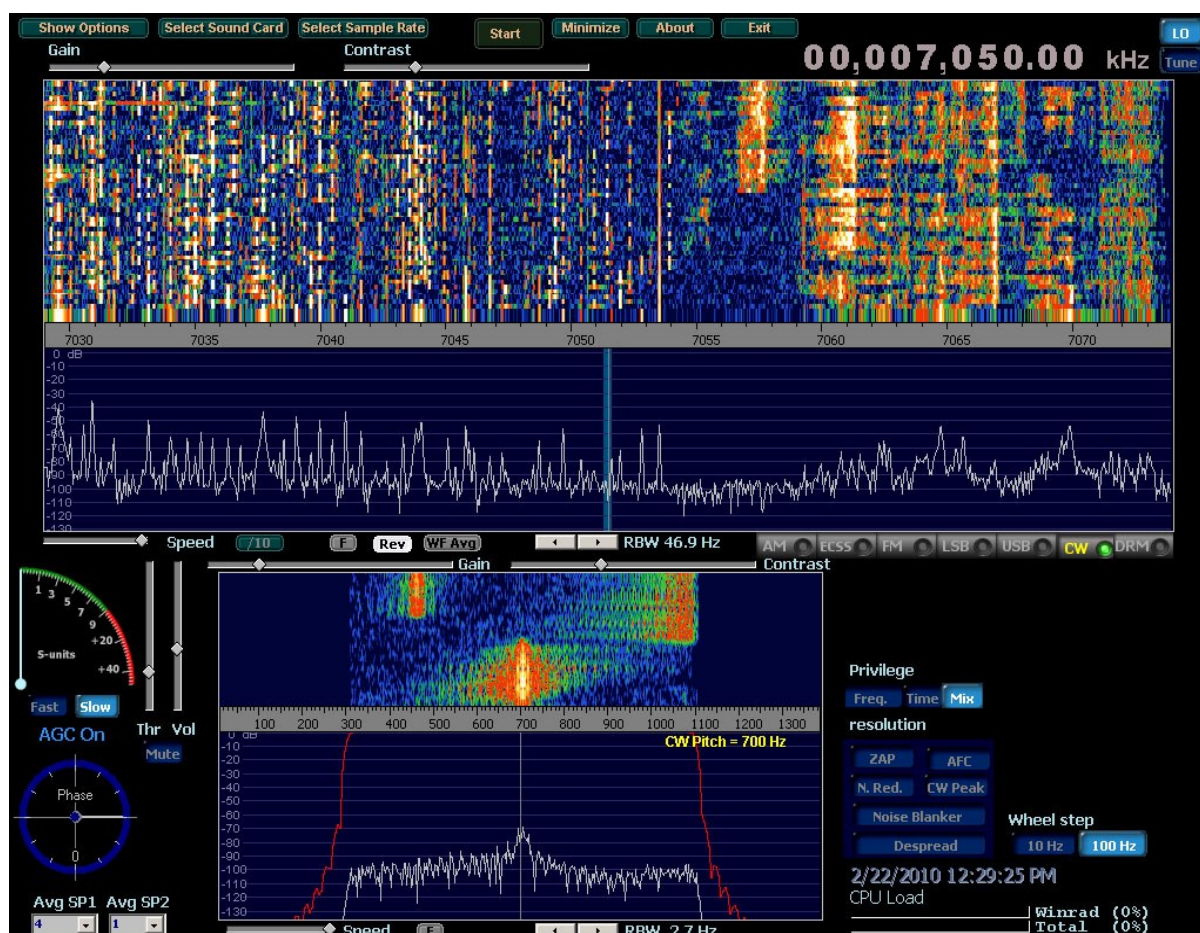 Show Options Select Sound Card Select Sample Rate Start Minimize About Exit LO
Gain Contrast 00,007,050.00 kHz Tune
7030 7035 7040 7045 7050 7055 7060 7065 7070
0 dB
-10
-20
-30
-40
-50
-60
-70
-80
-90
-100
-110
-120
-130
Speed /10 F Rev WF Avg RBW 46.9 Hz AM ECSS FM LSB USB CW DRM
Gain Contrast
1 3 5 7 9 +20 +40
S-units
Fast Slow
AGC On Thr Vol
Mute
Phase
0
Avg SP1 Avg SP2
4 1
100 200 300 400 500 600 700 800 900 1000 1100 1200 1300
0 dB CW Pitch = 700 Hz
-10
-20
-30
-40
-50
-60
-70
-80
-90
-100
-110
-120
-130
Speed F RBW 2.7 Hz
Privilege
Freq. Time Mix
resolution
ZAP AFC
N. Red. CW Peak
Noise Blanker
Despread
Wheel step
10 Hz 100 Hz
2/22/2010 12:29:25 PM
CPU Load
Winrad (0%)
Total (0%)